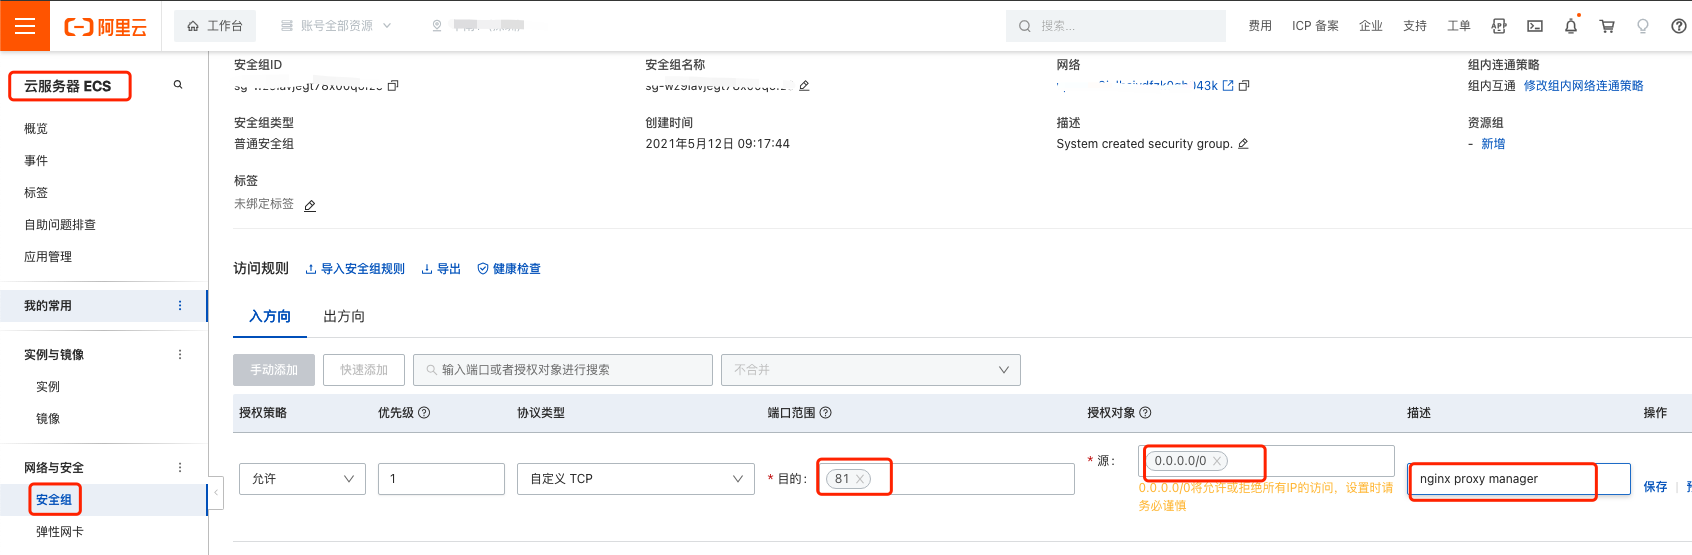 阿里云 工作台 账号全部资源 搜索... 费用 ICP 备案 企业 支持 工单
云服务器 ECS
概览
事件
标签
自助问题排查
应用管理
我的常用
实例与镜像
实例
镜像
网络与安全
安全组
弹性网卡
安全组ID 安全组名称 网络 组内连通策略
组内互通 修改组内网络连通策略
安全组类型 创建时间 描述 资源组
普通安全组 2021年5月12日 09:17:44 System created security group. - 新增
标签
未绑定标签
访问规则 导入安全组规则 导出 健康检查
入方向 出方向
手动添加 快速添加 输入端口或者授权对象进行搜索 不合并
授权策略 优先级 协议类型 端口范围 授权对象 描述 操作
允许 1 自定义 TCP * 目的: 81 * 源: 0.0.0.0/0 nginx proxy manager 保存
0.0.0.0/0将允许或拒绝所有IP的访问，设置时请
务必谨慎